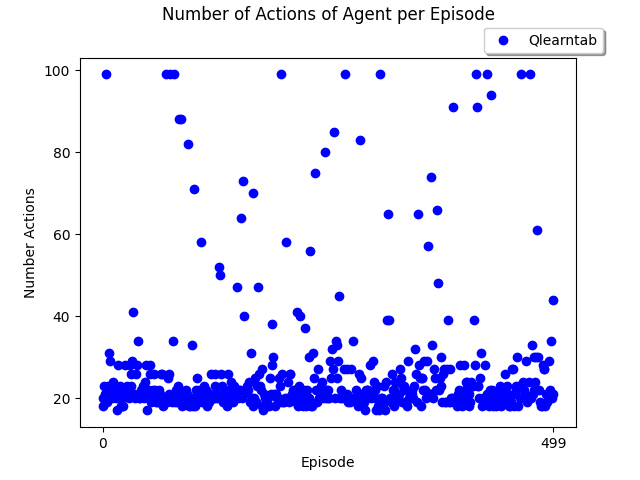 Number of Actions of Agent per Episode
Qlearntab
100
80
60
40
20
Number Actions
0
499
Episode